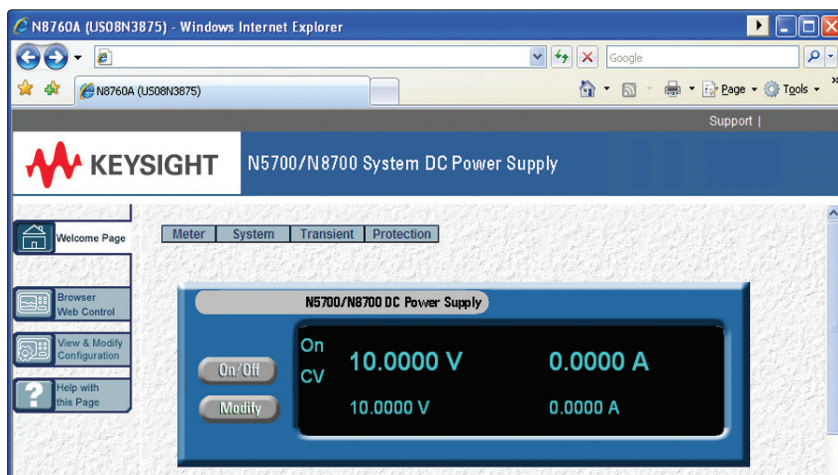 N8760A (US08N3875) - Windows Internet Explorer
Google
N8760A (US08N3875)
Page
Tools
»
Support |
KEYSIGHT
N5700/N8700 System DC Power Supply
Welcome Page
Meter
System
Transient
Protection
Browser
Web Control
View & Modify
Configuration
Help with
this Page
?
N5700/N8700 DC Power Supply
On/Off
Modify
On
CV
10.0000 V
0.0000 A
10.0000 V
0.0000 A